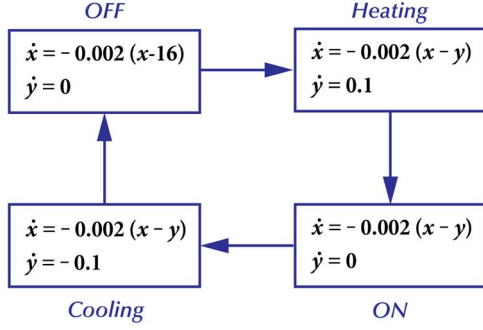 OFF
Heating
ẋ = − 0.002 (x-16)
ẏ = 0
ẋ = − 0.002 (x − y)
ẏ = 0.1
ẋ = − 0.002 (x − y)
ẏ = − 0.1
ẋ = − 0.002 (x − y)
ẏ = 0
Cooling
ON